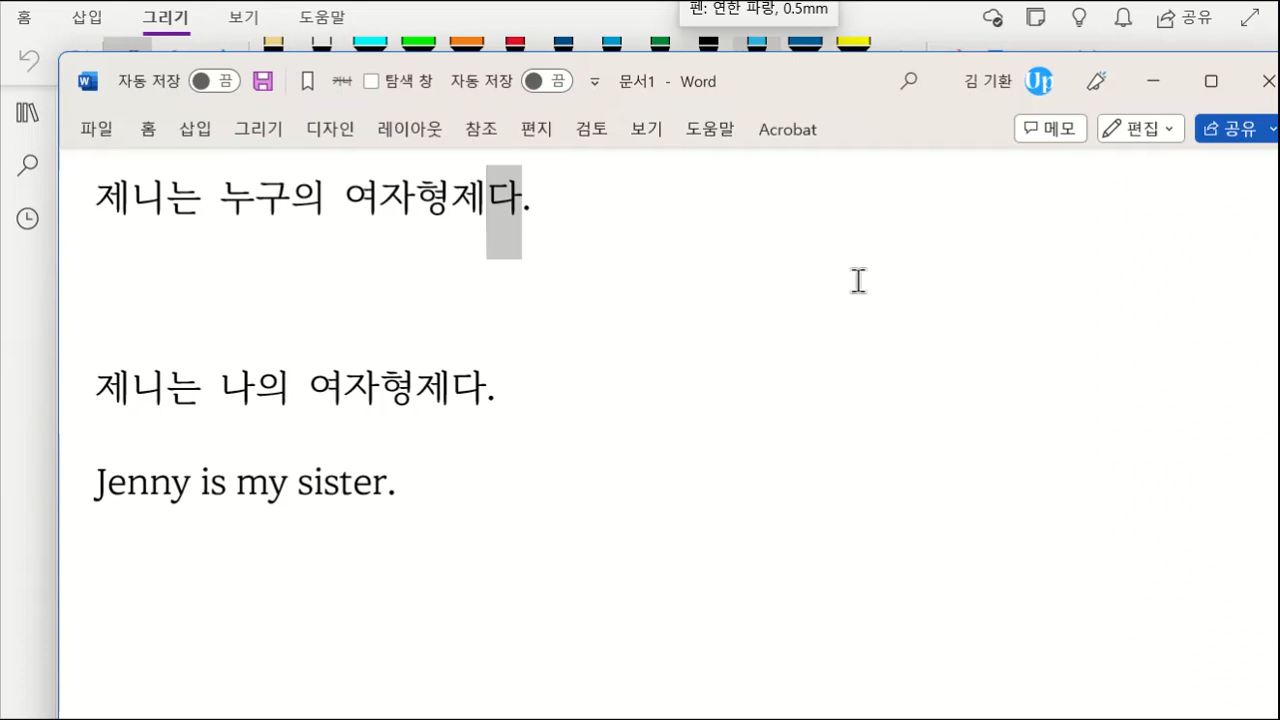 펜: 연한 파랑, 0.5mm
홈 삽입 그리기 보기 도움말 공유
자동 저장 끔 탐색 창 자동 저장 끔 문서1 - Word 김 기환 Up
파일 홈 삽입 그리기 디자인 레이아웃 참조 편지 검토 보기 도움말 Acrobat 메모 편집 공유
제니는 누구의 여자형제다.
제니는 나의 여자형제다.
Jenny is my sister.